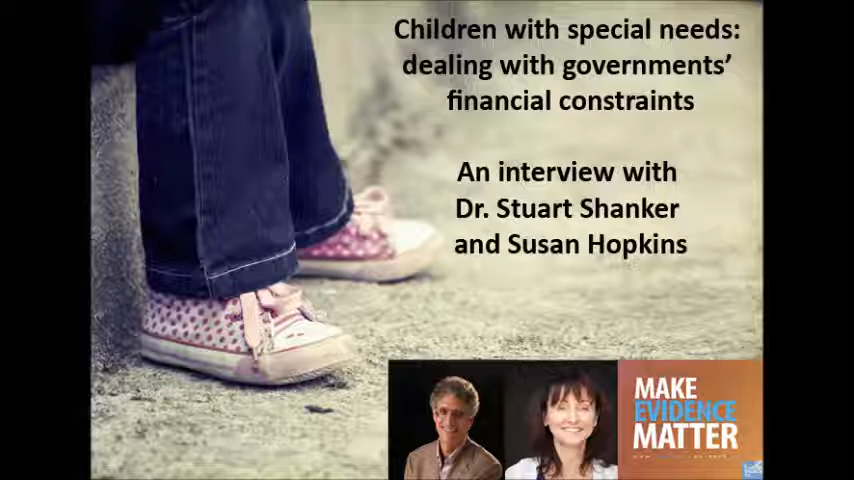 Children with special needs:
dealing with governments’
financial constraints
An interview with
Dr. Stuart Shanker
and Susan Hopkins
MAKE
EVIDENCE
MATTER